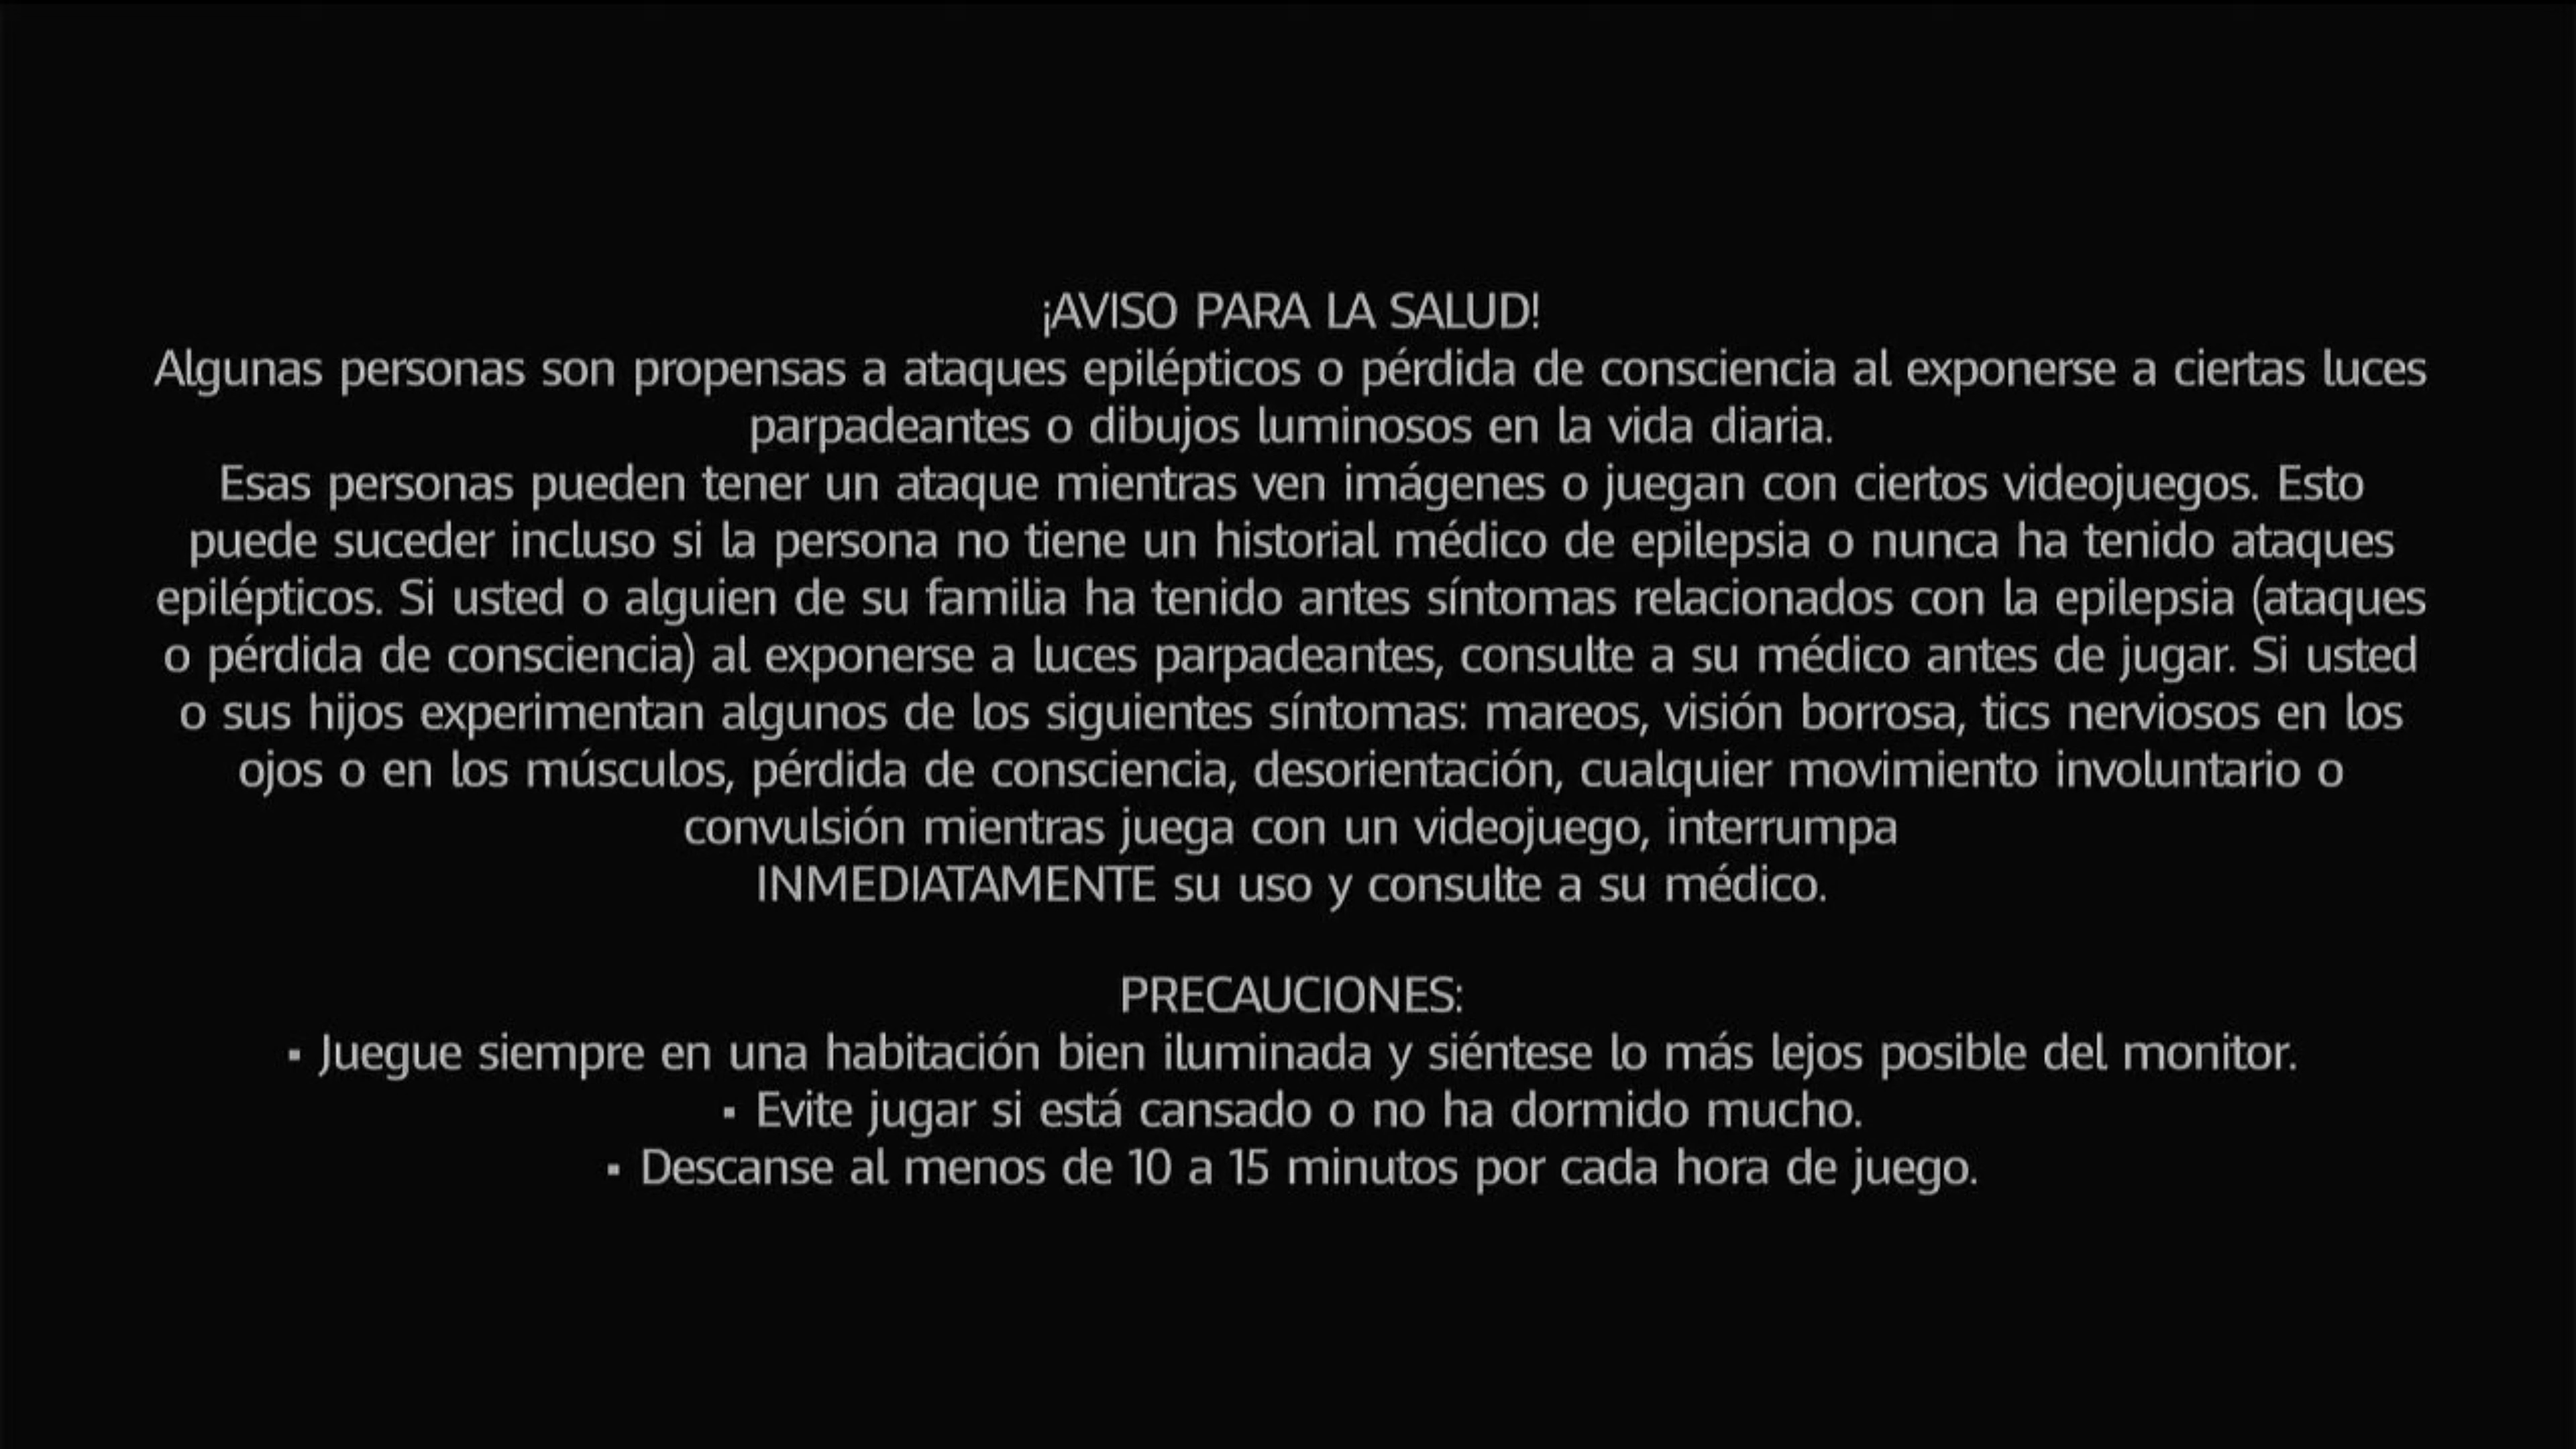 ¡AVISO PARA LA SALUD!
Algunas personas son propensas a ataques epilépticos o pérdida de consciencia al exponerse a ciertas luces
parpadeantes o dibujos luminosos en la vida diaria.
Esas personas pueden tener un ataque mientras ven imágenes o juegan con ciertos videojuegos. Esto
puede suceder incluso si la persona no tiene un historial médico de epilepsia o nunca ha tenido ataques
epilépticos. Si usted o alguien de su familia ha tenido antes síntomas relacionados con la epilepsia (ataques
o pérdida de consciencia) al exponerse a luces parpadeantes, consulte a su médico antes de jugar. Si usted
o sus hijos experimentan algunos de los siguientes síntomas: mareos, visión borrosa, tics nerviosos en los
ojos o en los músculos, pérdida de consciencia, desorientación, cualquier movimiento involuntario o
convulsión mientras juega con un videojuego, interrumpa
INMEDIATAMENTE su uso y consulte a su médico.
PRECAUCIONES:
▪ Juegue siempre en una habitación bien iluminada y siéntese lo más lejos posible del monitor.
▪ Evite jugar si está cansado o no ha dormido mucho.
▪ Descanse al menos de 10 a 15 minutos por cada hora de juego.